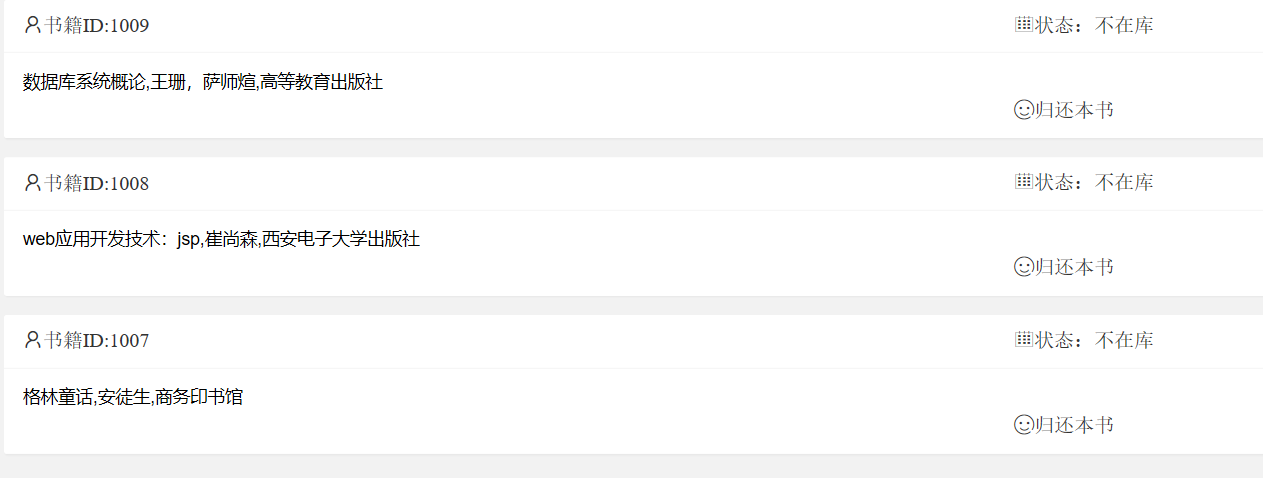 书籍ID:1009
状态：不在库
数据库系统概论,王珊，萨师煊,高等教育出版社
归还本书
书籍ID:1008
状态：不在库
web应用开发技术：jsp,崔尚森,西安电子大学出版社
归还本书
书籍ID:1007
状态：不在库
格林童话,安徒生,商务印书馆
归还本书